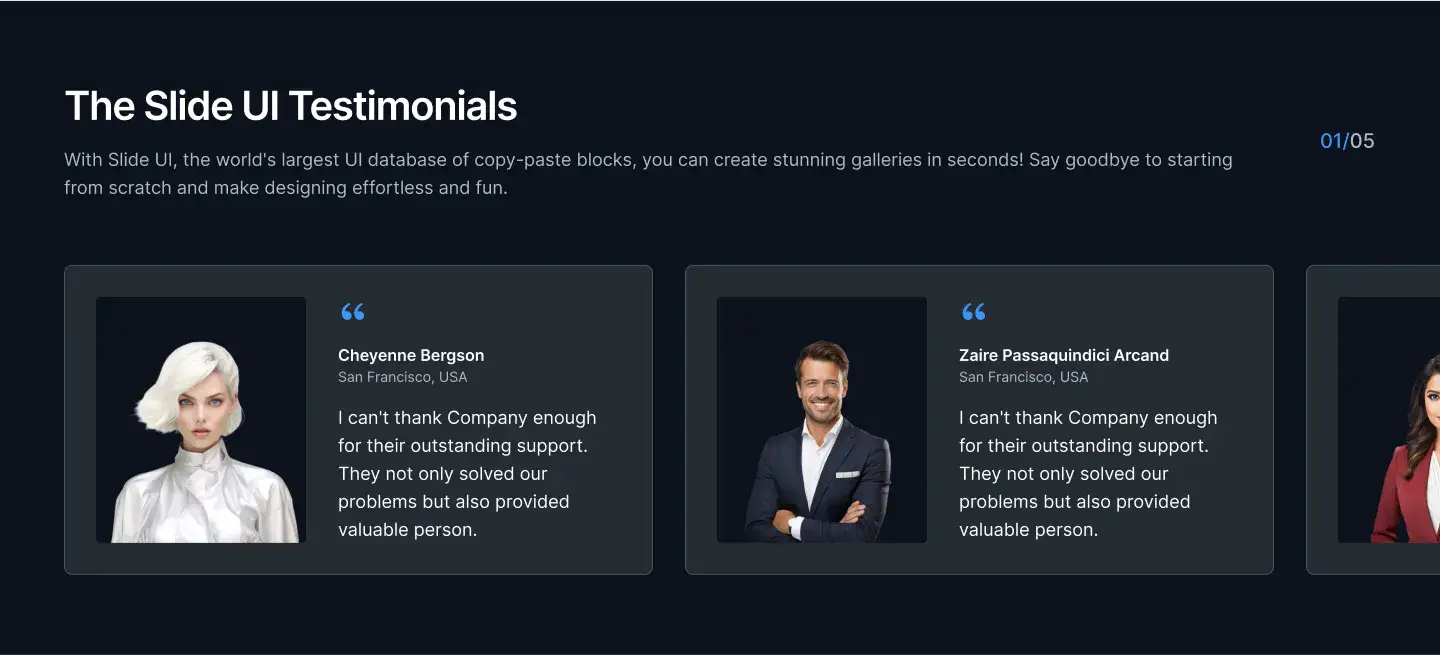 The Slide UI Testimonials
With Slide UI, the world's largest UI database of copy-paste blocks, you can create stunning galleries in seconds! Say goodbye to starting
from scratch and make designing effortless and fun.
01/05
“
Cheyenne Bergson
San Francisco, USA
I can't thank Company enough
for their outstanding support.
They not only solved our
problems but also provided
valuable person.
“
Zaire Passaquindici Arcand
San Francisco, USA
I can't thank Company enough
for their outstanding support.
They not only solved our
problems but also provided
valuable person.